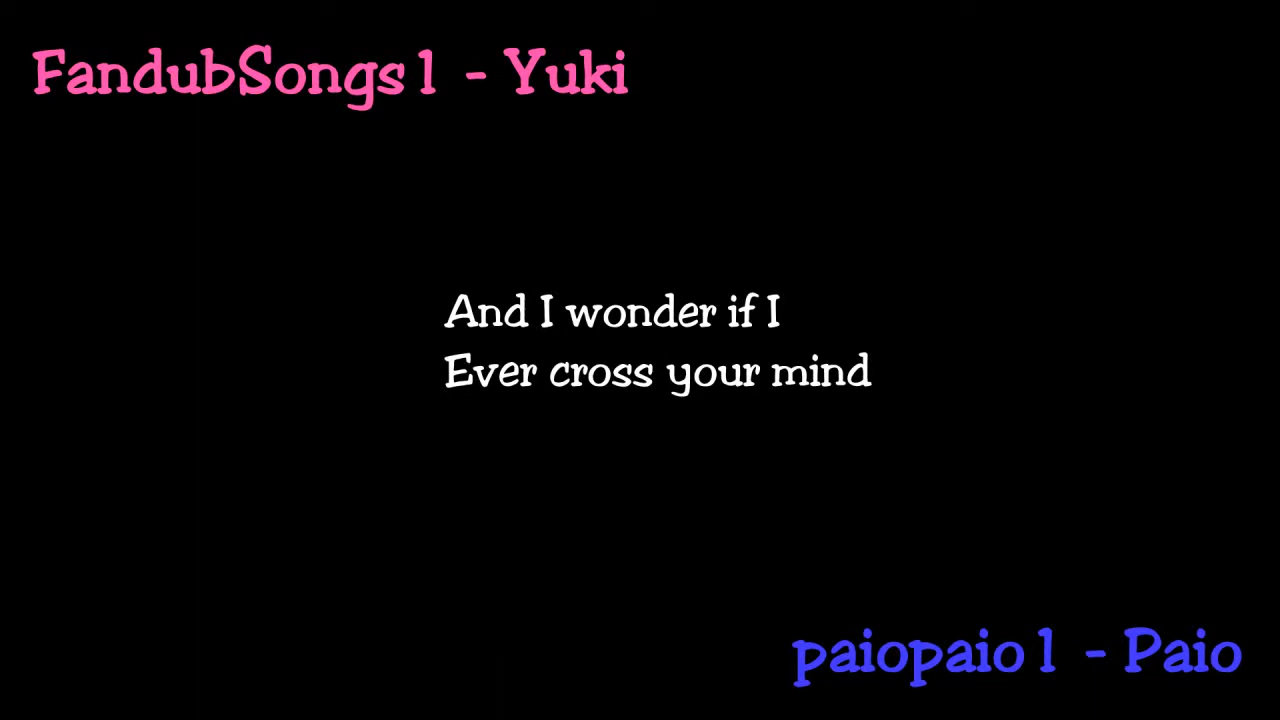 FandubSongs1 - Yuki
And I wonder if I
Ever cross your mind
paiopaio1 - Paio